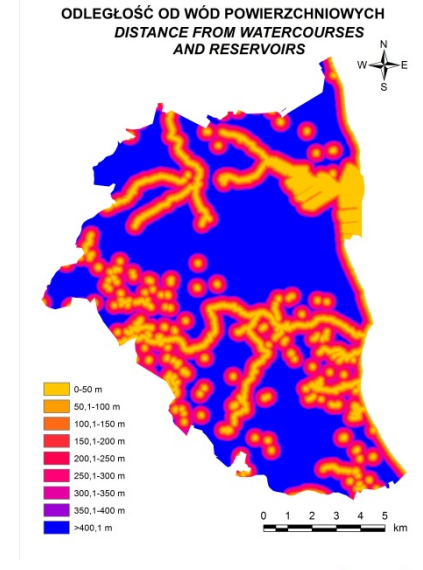 ODLEGŁOŚĆ OD WÓD POWIERZCHNIOWYCH
DISTANCE FROM WATERCOURSES
AND RESERVOIRS
N
W E
S
0-50 m
50,1-100 m
100,1-150 m
150,1-200 m
200,1-250 m
250,1-300 m
300,1-350 m
350,1-400 m
>400,1 m
0 1 2 3 4 5
km